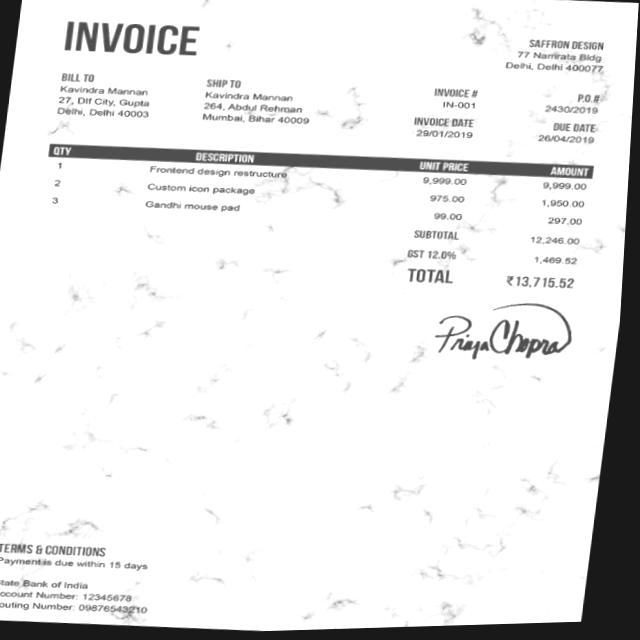 INVOICE
SAFFRON DESIGN
77 Namrata Bldg
Delhi, Delhi 400077
BILL TO
Kavindra Mannan
27, Dlf City, Gupta
Delhi, Delhi 40003
SHIP TO
Kavindra Mannan
264, Abdul Rehman
Mumbai, Bihar 40009
INVOICE #
IN-001
INVOICE DATE
29/01/2019
P.O.#
2430/2019
DUE DATE
26/04/2019
QTY DESCRIPTION UNIT PRICE AMOUNT
1 Frontend design restructure 9,999.00 9,999.00
2 Custom icon package 975.00 1,950.00
3 Gandhi mouse pad 99.00 297.00
SUBTOTAL 12,246.00
GST 12.0% 1,469.52
TOTAL ₹13,715.52
Priya Chopra
TERMS & CONDITIONS
Payment is due within 15 days
tate Bank of India
ccount Number: 12345678
outing Number: 09876543210